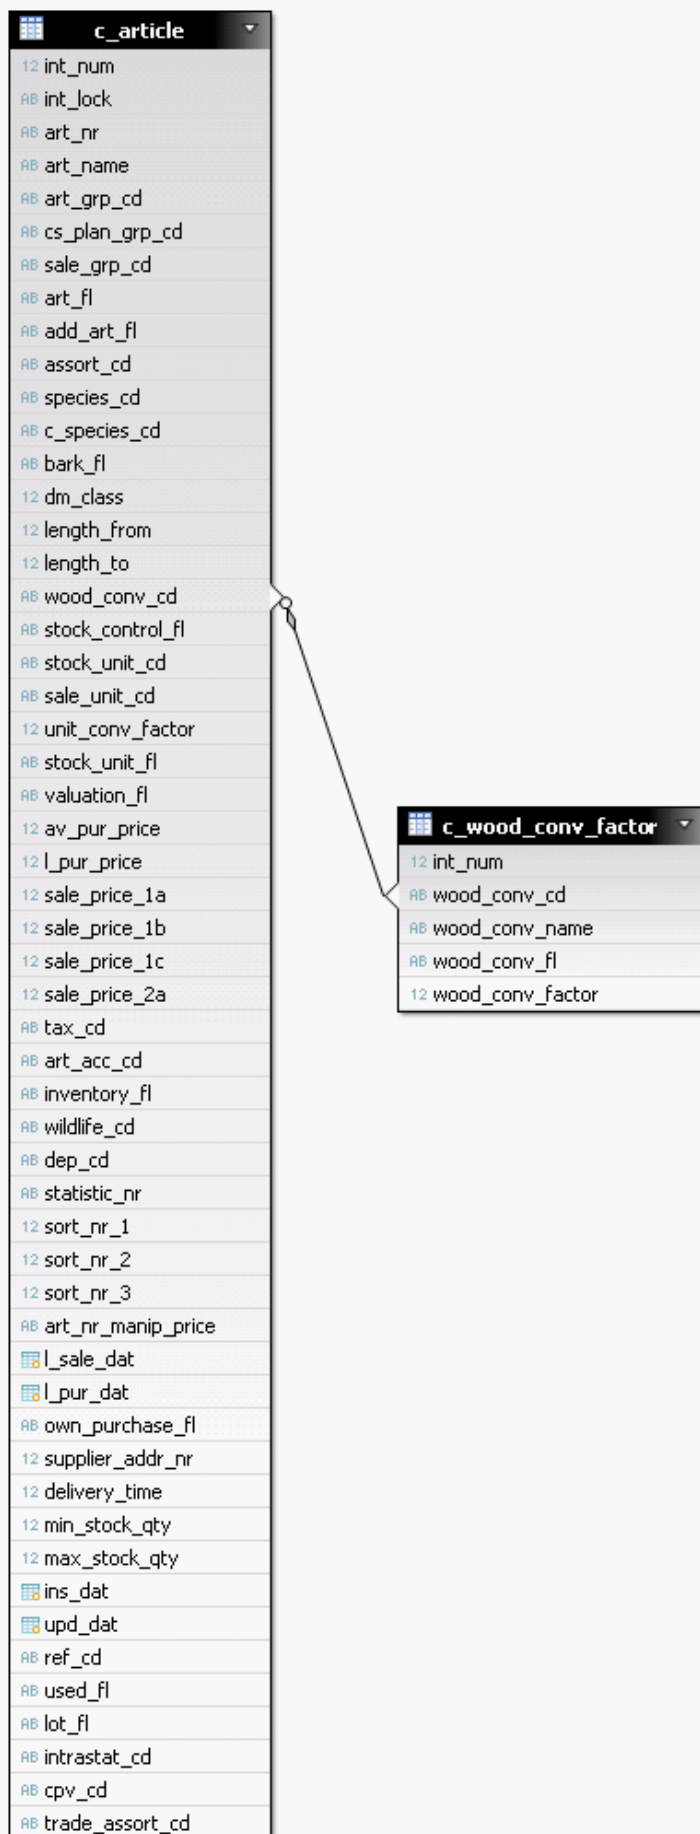 c_article
12 int_num
AB int_lock
AB art_nr
AB art_name
AB art_grp_cd
AB cs_plan_grp_cd
AB sale_grp_cd
AB art_fl
AB add_art_fl
AB assort_cd
AB species_cd
AB c_species_cd
AB bark_fl
12 dm_class
12 length_from
12 length_to
AB wood_conv_cd
AB stock_control_fl
AB stock_unit_cd
AB sale_unit_cd
12 unit_conv_factor
AB stock_unit_fl
AB valuation_fl
12 av_pur_price
12 l_pur_price
12 sale_price_1a
12 sale_price_1b
12 sale_price_1c
12 sale_price_2a
AB tax_cd
AB art_acc_cd
AB inventory_fl
AB wildlife_cd
AB dep_cd
AB statistic_nr
12 sort_nr_1
12 sort_nr_2
12 sort_nr_3
AB art_nr_manip_price
l_sale_dat
l_pur_dat
AB own_purchase_fl
12 supplier_addr_nr
12 delivery_time
12 min_stock_qty
12 max_stock_qty
ins_dat
upd_dat
AB ref_cd
AB used_fl
AB lot_fl
AB intrastat_cd
AB cpv_cd
AB trade_assort_cd
c_wood_conv_factor
12 int_num
AB wood_conv_cd
AB wood_conv_name
AB wood_conv_fl
12 wood_conv_factor